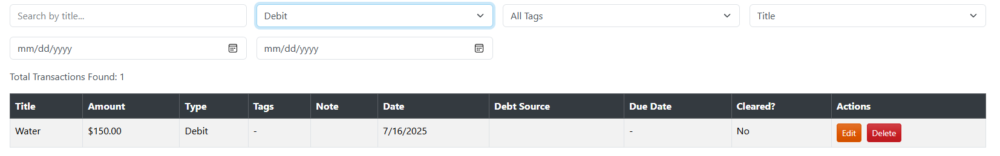 Search by title... Debit All Tags Title
mm/dd/yyyy mm/dd/yyyy
Total Transactions Found: 1
Title Amount Type Tags Note Date Debt Source Due Date Cleared? Actions
Water $150.00 Debit - 7/16/2025 - No Edit Delete